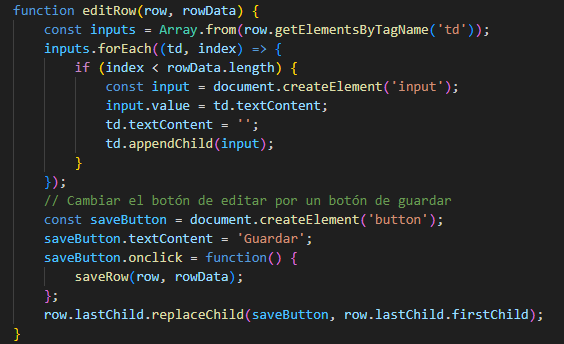 function editRow(row, rowData) {
    const inputs = Array.from(row.getElementsByTagName('td'));
    inputs.forEach((td, index) => {
        if (index < rowData.length) {
            const input = document.createElement('input');
            input.value = td.textContent;
            td.textContent = '';
            td.appendChild(input);
        }
    });
    // Cambiar el botón de editar por un botón de guardar
    const saveButton = document.createElement('button');
    saveButton.textContent = 'Guardar';
    saveButton.onclick = function() {
        saveRow(row, rowData);
    };
    row.lastChild.replaceChild(saveButton, row.lastChild.firstChild);
}